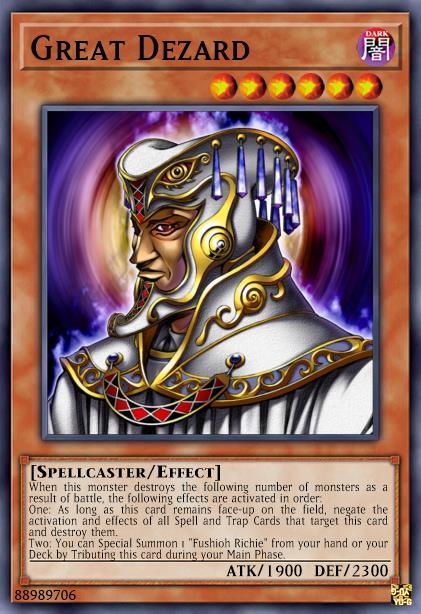 GREAT DEZARD
DARK
闇
[SPELLCASTER/EFFECT]
When this monster destroys the following number of monsters as a
result of battle, the following effects are activated in order:
One: As long as this card remains face-up on the field, negate the
activation and effects of all Spell and Trap Cards that target this card
and destroy them.
Two: You can Special Summon 1 "Fushioh Richie" from your hand or your
Deck by Tributing this card during your Main Phase.
ATK/1900 DEF/2300
88989706